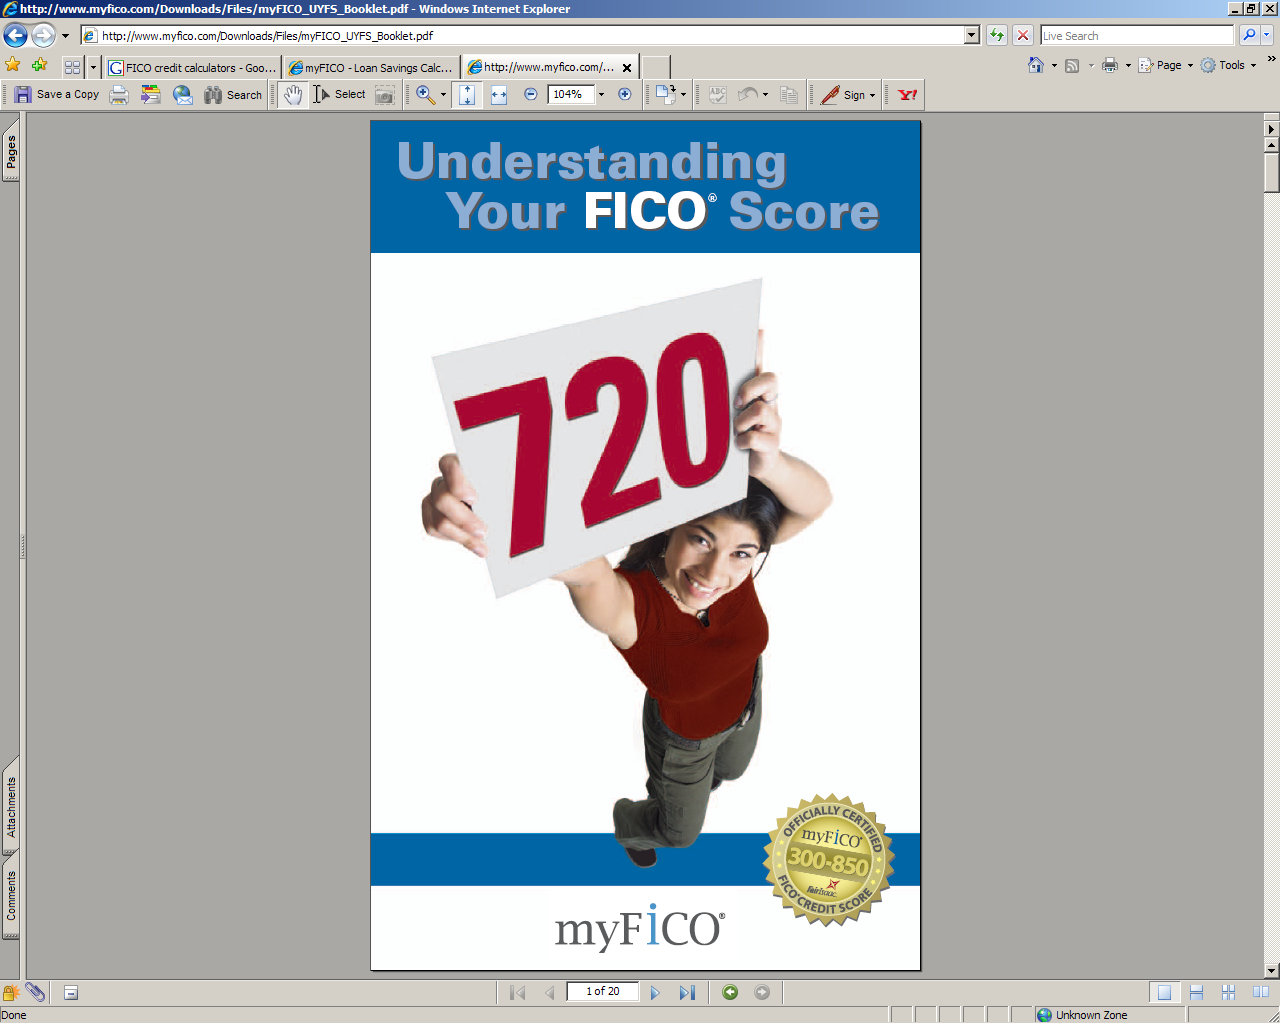 http://www.myfico.com/Downloads/Files/myFICO_UYFS_Booklet.pdf - Windows Internet Explorer
http://www.myfico.com/Downloads/Files/myFICO_UYFS_Booklet.pdf
Live Search
FICO credit calculators - Goo...
myFICO - Loan Savings Calc...
http://www.myfico.com/...
Page
Tools
Save a Copy
Search
Select
104%
Sign
Y!
Pages
Understanding
Your FICO® Score
720
OFFICIALLY CERTIFIED
myFICO®
300-850
FairIsaac
FICO® CREDIT SCORE
myFiCO®
Attachments
Comments
1 of 20
Done
Unknown Zone